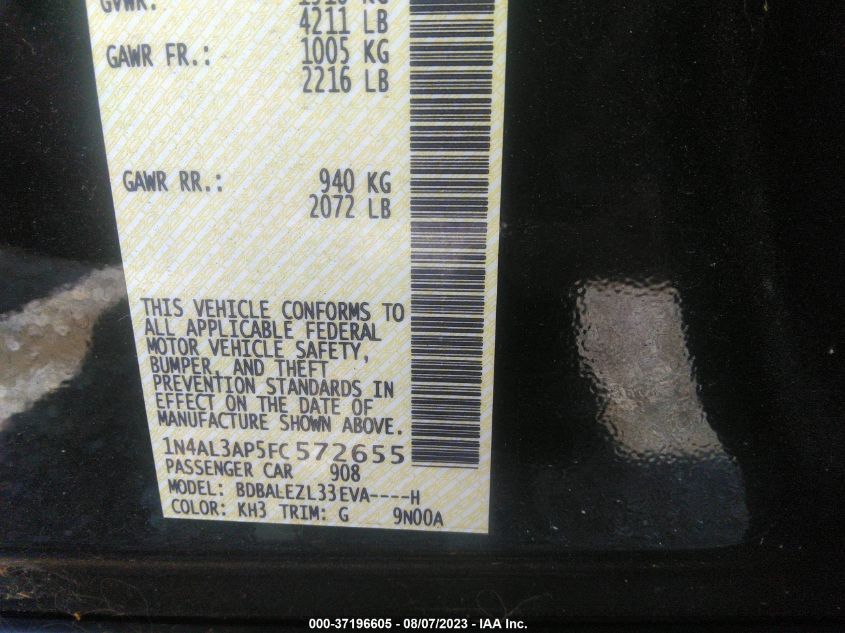 GVWR:
4211 LB
GAWR FR.: 1005 KG
2216 LB
GAWR RR.: 940 KG
2072 LB
THIS VEHICLE CONFORMS TO
ALL APPLICABLE FEDERAL
MOTOR VEHICLE SAFETY,
BUMPER, AND THEFT
PREVENTION STANDARDS IN
EFFECT ON THE DATE OF
MANUFACTURE SHOWN ABOVE.
1N4AL3AP5FC572655
PASSENGER CAR 908
MODEL: BDBALEZL33EVA----H
COLOR: KH3 TRIM: G 9N00A
000-37196605 - 08/07/2023 - IAA Inc.